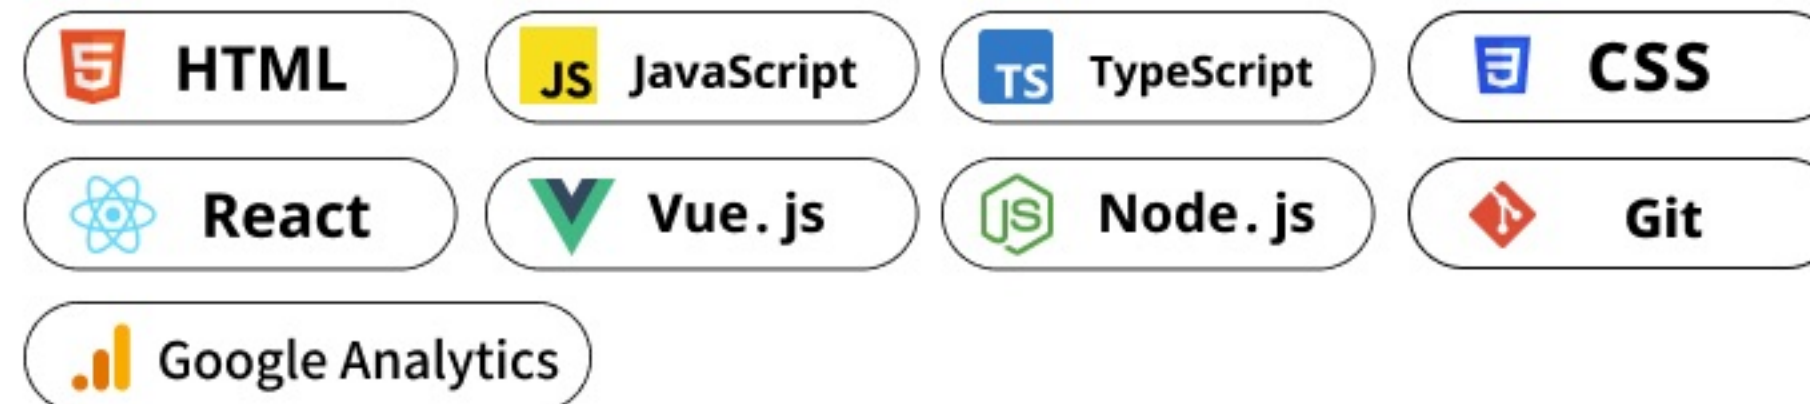 HTML JavaScript TypeScript CSS
React Vue.js Node.js Git
Google Analytics